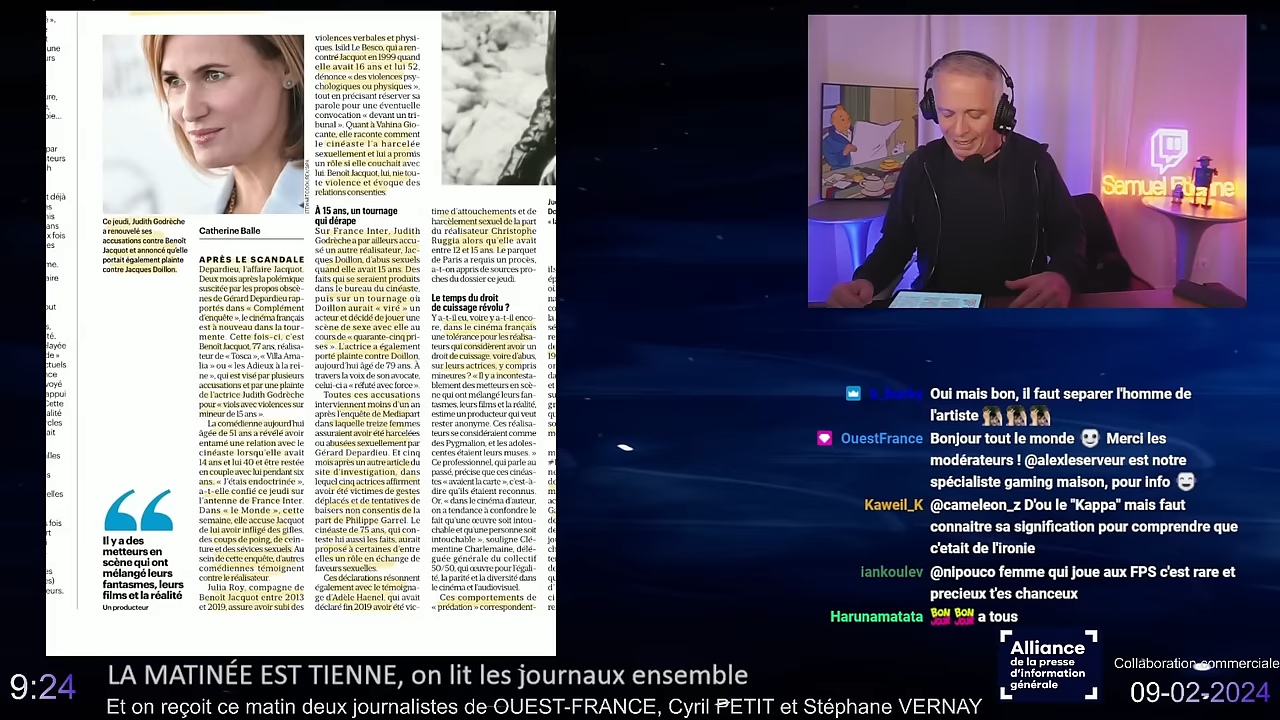 violences verbales et physi-
ques. Isild Le Besco, qui a ren-
contré Jacquot en 1999 quand
elle avait 16 ans et lui 52,
dénonce « des violences psy-
chologiques ou physiques »,
tout en précisant réserver sa
parole pour une éventuelle
convocation « devant un tri-
bunal ». Quant à Vahina Gio-
cante, elle raconte comment
le cinéaste l'a harcelée
sexuellement et lui a promis
un rôle si elle couchait avec
lui. Benoît Jacquot, lui, nie tou-
te violence et évoque des
relations consenties.
À 15 ans, un tournage
qui dérape
Sur France Inter, Judith
Godrèche a par ailleurs accu-
sé un autre réalisateur, Jac-
ques Doillon, d'abus sexuels
quand elle avait 15 ans. Des
faits qui se seraient produits
dans le bureau du cinéaste,
puis sur un tournage où
Doillon aurait « viré » un
acteur et décidé de jouer une
scène de sexe avec elle au
cours de « quarante-cinq pri-
ses ». L'actrice a également
porté plainte contre Doillon,
aujourd'hui âgé de 79 ans. À
travers la voix de son avocate,
celui-ci a « réfuté avec force ».
Toutes ces accusations
interviennent moins d'un an
après l'enquête de Mediapart
dans laquelle treize femmes
assuraient avoir été harcelées
ou abusées sexuellement par
Gérard Depardieu. Et cinq
mois après un autre article du
site d'investigation, dans
lequel cinq actrices affirment
avoir été victimes de gestes
déplacés et de tentatives de
baisers non consentis de la
part de Philippe Garrel. Le
cinéaste de 75 ans, qui con-
teste lui aussi les faits, aurait
proposé à certaines d'entre
elles un rôle en échange de
faveurs sexuelles.
Ces déclarations résonnent
également avec le témoigna-
ge d'Adèle Haenel, qui avait
déclaré fin 2019 avoir été vic-
time d'attouchements et de
harcèlement sexuel de la part
du réalisateur Christophe
Ruggia alors qu'elle avait
entre 12 et 15 ans. Le parquet
de Paris a requis un procès,
a-t-on appris de sources pro-
ches du dossier ce jeudi.
Le temps du droit
de cuissage révolu ?
Y a-t-il eu, voire y a-t-il enco-
re, dans le cinéma français
une tolérance pour les réalisa-
teurs qui considèrent avoir un
droit de cuissage, voire d'abus,
sur leurs actrices, y compris
mineures ? « Il y a incontesta-
blement des metteurs en scè-
ne qui ont mélangé leurs fan-
tasmes, leurs films et la réalité,
estime un producteur qui veut
rester anonyme. Ces réalisa-
teurs se considéraient comme
des Pygmalion, et les adoles-
centes étaient leurs muses. »
Ce professionnel, qui parle au
passé, précise que ces cinéas-
tes « avaient la carte », c'est-à-
dire qu'ils étaient reconnus.
Or, « dans le cinéma d'auteur,
on a tendance à confondre le
fait qu'une œuvre soit intou-
chable et qu'une personne soit
intouchable », souligne Clé-
mentine Charlemaine, délé-
guée générale du collectif
50/50, qui œuvre pour l'égali-
té, la parité et la diversité dans
le cinéma et l'audiovisuel.
Ces comportements de
« prédation » correspondent-
Ce jeudi, Judith Godrèche
a renouvelé ses
accusations contre Benoît
Jacquot et annoncé qu'elle
portait également plainte
contre Jacques Doillon.
Catherine Balle
APRÈS LE SCANDALE
Depardieu, l'affaire Jacquot.
Deux mois après la polémique
suscitée par les propos obscè-
nes de Gérard Depardieu rap-
portés dans « Complément
d'enquête », le cinéma français
est à nouveau dans la tour-
mente. Cette fois-ci, c'est
Benoît Jacquot, 77 ans, réalisa-
teur de « Tosca », « Villa Ama-
lia » ou « les Adieux à la rei-
ne », qui est visé par plusieurs
accusations et par une plainte
de l'actrice Judith Godrèche
pour « viols avec violences sur
mineur de 15 ans ».
La comédienne aujourd'hui
âgée de 51 ans a révélé avoir
entamé une relation avec le
cinéaste lorsqu'elle avait
14 ans et lui 40 et être restée
en couple avec lui pendant six
ans. « J'étais endoctrinée »,
a-t-elle confié ce jeudi sur
l'antenne de France Inter.
Dans « le Monde », cette
semaine, elle accuse Jacquot
de lui avoir infligé des gifles,
des coups de poing, de cein-
ture et des sévices sexuels. Au
sein de cette enquête, d'autres
comédiennes témoignent
contre le réalisateur.
Julia Roy, compagne de
Benoît Jacquot entre 2013
et 2019, assure avoir subi des
Il y a des
metteurs en
scène qui ont
mélangé leurs
fantasmes, leurs
films et la réalité
Un producteur
Samuel Etienne
Oui mais bon, il faut separer l'homme de
l'artiste
OuestFrance Bonjour tout le monde Merci les
modérateurs ! @alexleseveur est notre
spécialiste gaming maison, pour info
Kaweil_K @cameleon_z D'ou le "Kappa" mais faut
connaitre sa signification pour comprendre que
c'etait de l'ironie
iankoulev @nipuco femme qui joue aux FPS c'est rare et
precieux t'es chanceux
Harunamatata BON JOUR BON JOUR a tous
Alliance
de la presse
d'information
générale
Collaboration commerciale
9:24
LA MATINÉE EST TIENNE, on lit les journaux ensemble
Et on reçoit ce matin deux journalistes de OUEST-FRANCE, Cyril PETIT et Stéphane VERNAY
09-02-2024